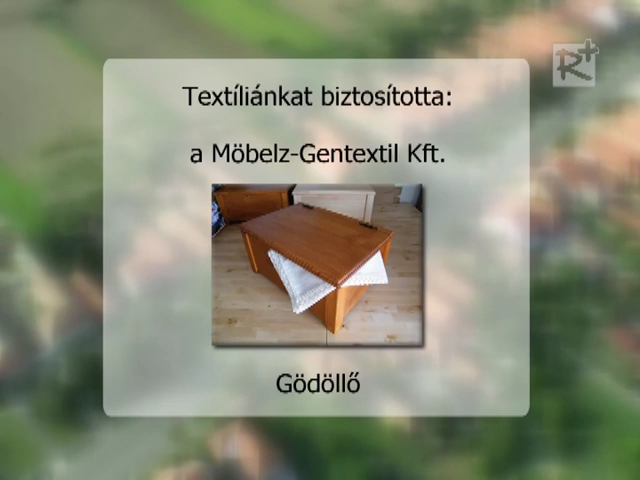 R+
Textíliánkat biztosította:
a Möbelz-Gentextil Kft.
Gödöllő